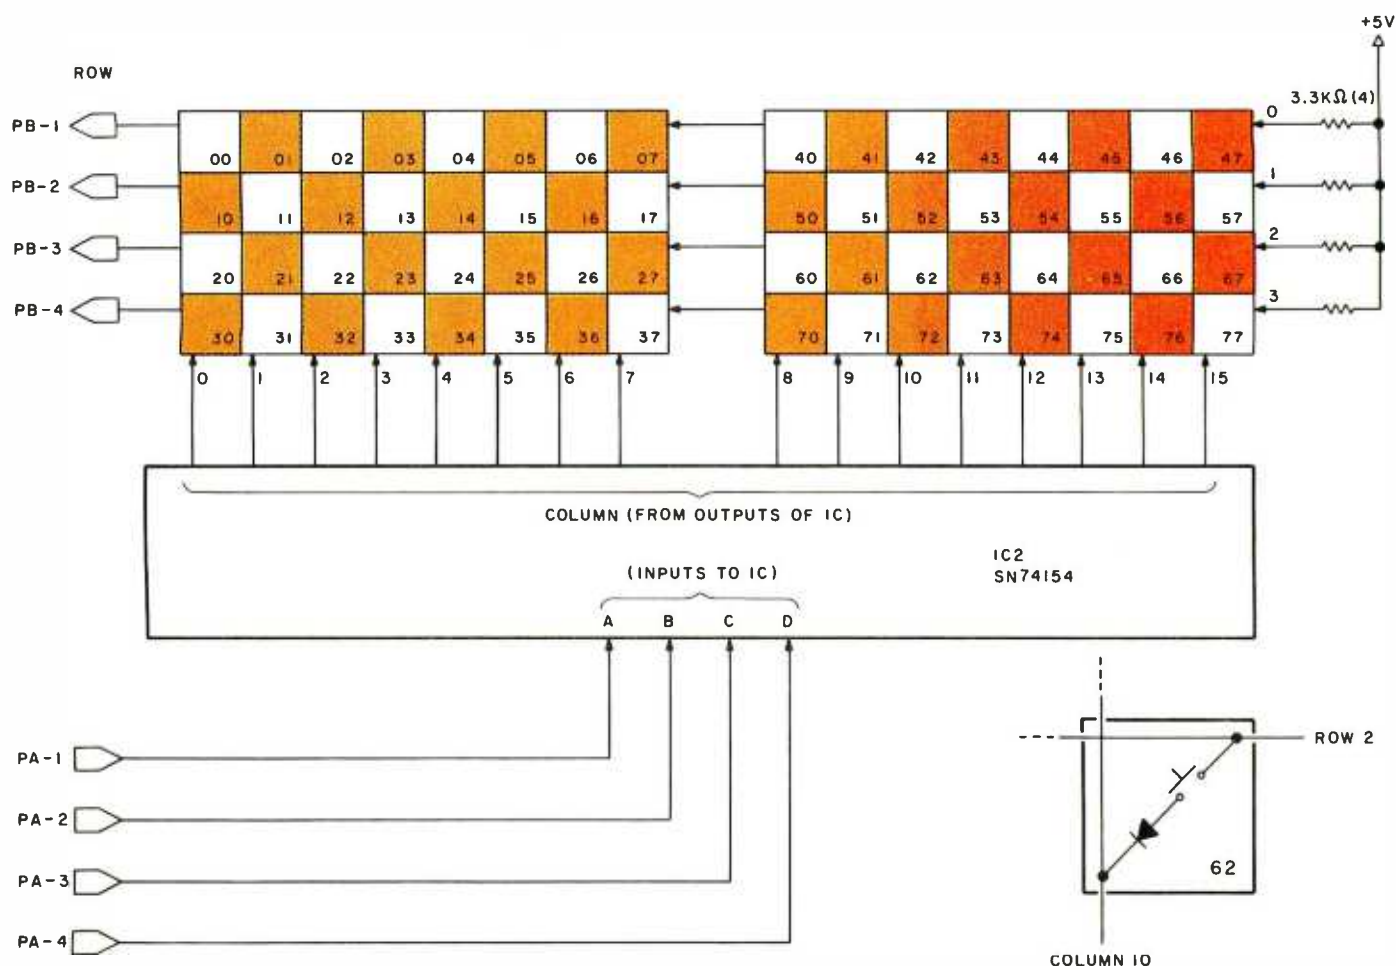 +5V
ROW
3.3KΩ(4)
PB-1
0
00 01 02 03 04 05 06 07 40 41 42 43 44 45 46 47
PB-2
1
10 11 12 13 14 15 16 17 50 51 52 53 54 55 56 57
PB-3
2
20 21 22 23 24 25 26 27 60 61 62 63 64 65 66 67
PB-4
3
30 31 32 33 34 35 36 37 70 71 72 73 74 75 76 77
0 1 2 3 4 5 6 7 8 9 10 11 12 13 14 15
COLUMN (FROM OUTPUTS OF IC)
IC2
SN74154
(INPUTS TO IC)
A B C D
PA-1
PA-2
PA-3
PA-4
ROW 2
62
COLUMN 10